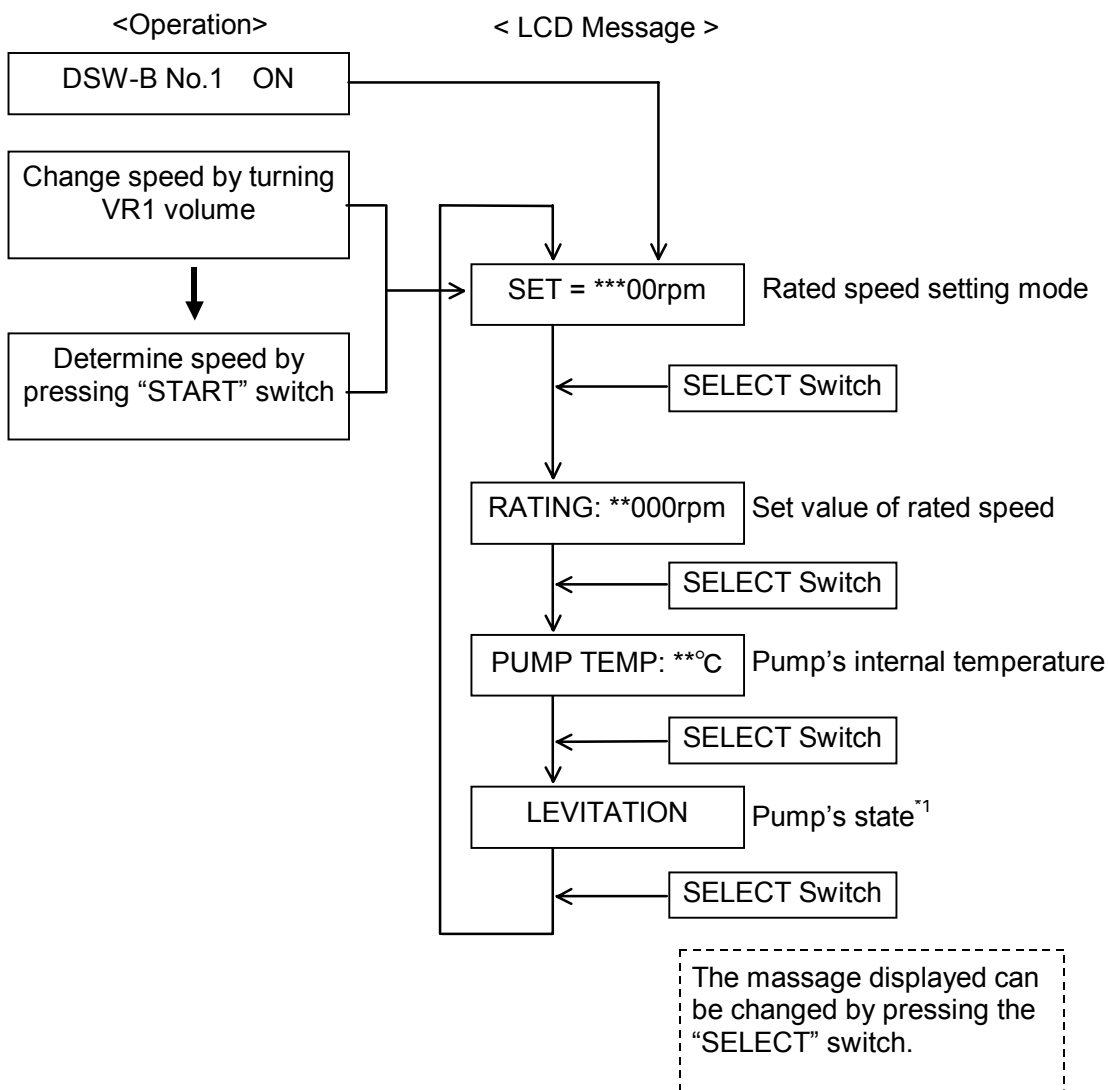 <Operation>
< LCD Message >
DSW-B No.1 ON
Change speed by turning
VR1 volume
Determine speed by
pressing “START” switch
SET = ***00rpm
Rated speed setting mode
SELECT Switch
RATING: **000rpm
Set value of rated speed
SELECT Switch
PUMP TEMP: **°C
Pump’s internal temperature
SELECT Switch
LEVITATION
Pump’s state*1
SELECT Switch
The massage displayed can
be changed by pressing the
“SELECT” switch.